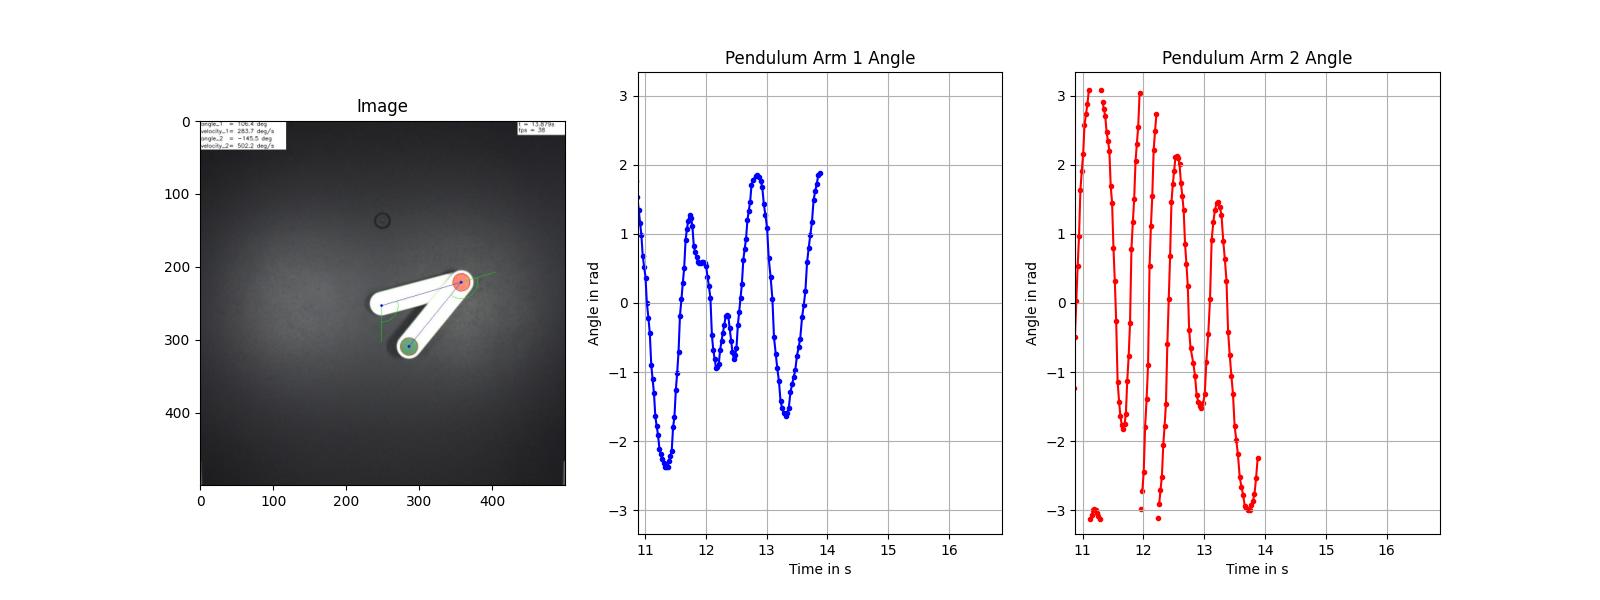 Image
angle_1 = 106.4 deg
velocity_1= 283.7 deg/s
angle_2 = -145.5 deg
velocity_2= 502.2 deg/s
t = 13.879s
fps = 38
0
100
200
300
400
0 100 200 300 400
Pendulum Arm 1 Angle
Angle in rad
3
2
1
0
−1
−2
−3
11 12 13 14 15 16
Time in s
Pendulum Arm 2 Angle
Angle in rad
3
2
1
0
−1
−2
−3
11 12 13 14 15 16
Time in s